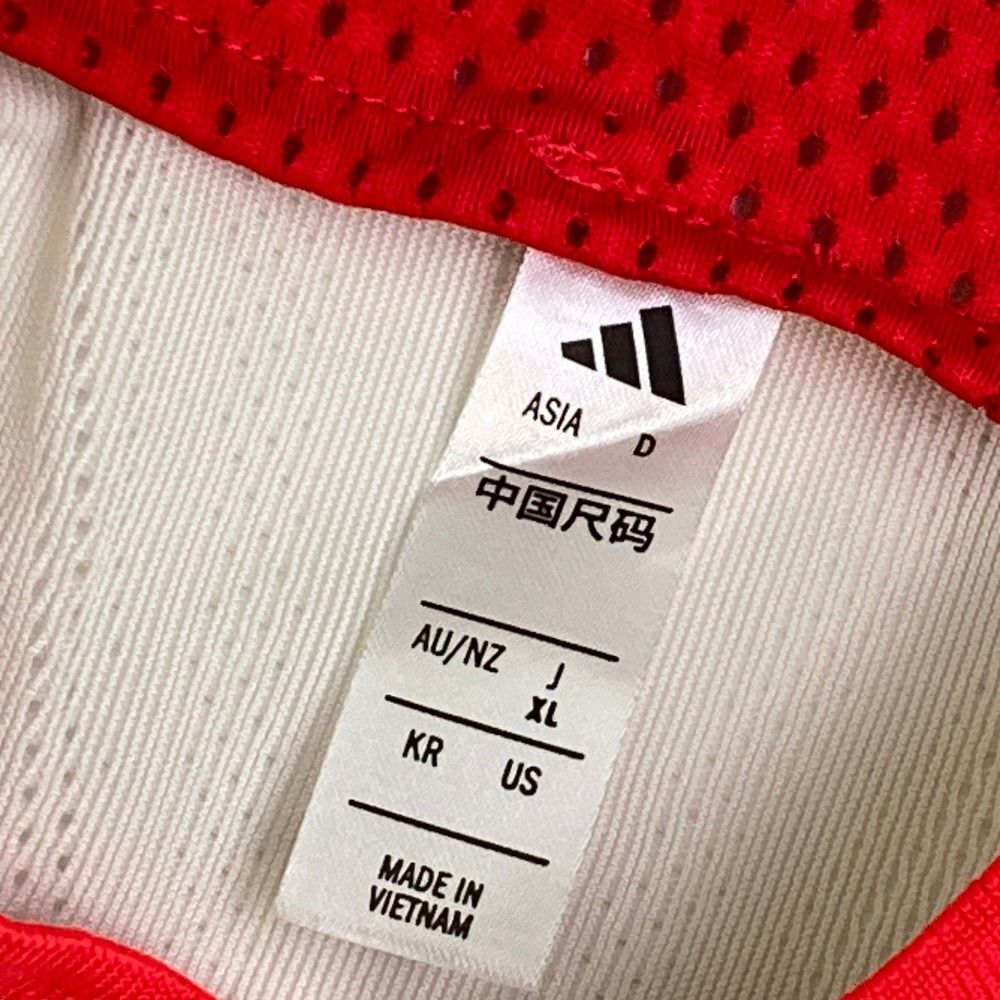 ASIA D
中国尺码
AU/NZ J
XL
KR US
MADE IN
VIETNAM